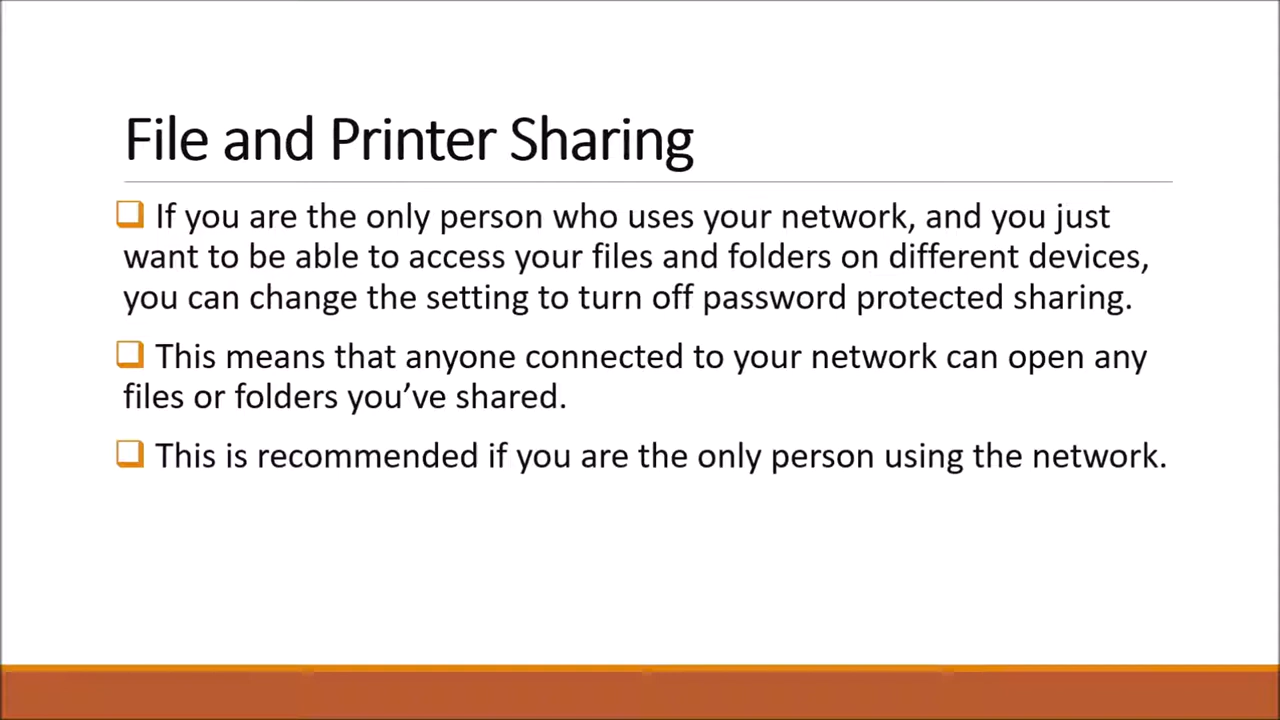 File and Printer Sharing
If you are the only person who uses your network, and you just
want to be able to access your files and folders on different devices,
you can change the setting to turn off password protected sharing.
This means that anyone connected to your network can open any
files or folders you’ve shared.
This is recommended if you are the only person using the network.